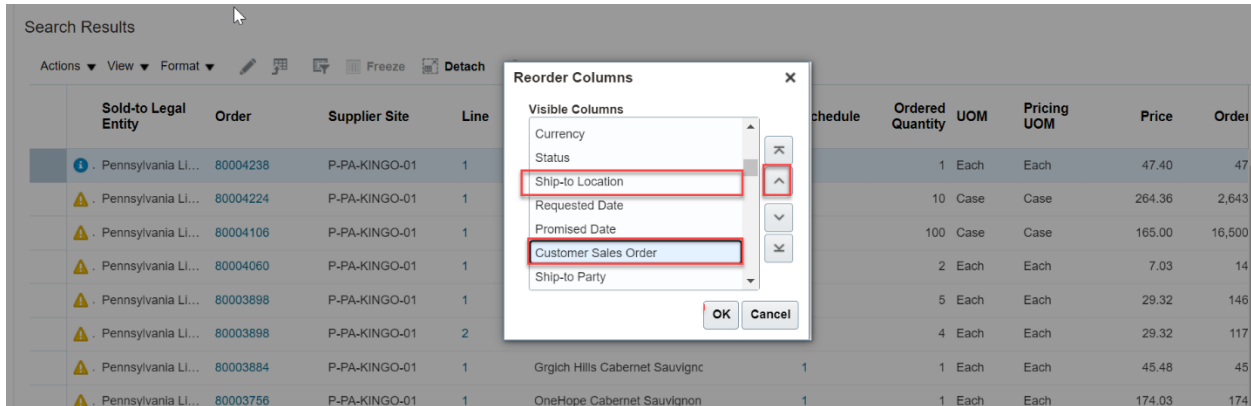 Search Results
Actions View Format Freeze Detach
Sold-to Legal Entity Order Supplier Site Line chedule Ordered Quantity UOM Pricing UOM Price Order
Pennsylvania Li... 80004238 P-PA-KINGO-01 1 1 Each Each 47.40 47
Pennsylvania Li... 80004224 P-PA-KINGO-01 1 10 Case Case 264.36 2,643
Pennsylvania Li... 80004106 P-PA-KINGO-01 1 100 Case Case 165.00 16,500
Pennsylvania Li... 80004060 P-PA-KINGO-01 1 2 Each Each 7.03 14
Pennsylvania Li... 80003898 P-PA-KINGO-01 1 5 Each Each 29.32 146
Pennsylvania Li... 80003898 P-PA-KINGO-01 2 4 Each Each 29.32 117
Pennsylvania Li... 80003884 P-PA-KINGO-01 1 Grgich Hills Cabernet Sauvignc 1 1 Each Each 45.48 45
Pennsylvania Li... 80003756 P-PA-KINGO-01 1 OneHope Cabernet Sauvignon 1 1 Each Each 174.03 174
Reorder Columns
Visible Columns
Currency
Status
Ship-to Location
Requested Date
Promised Date
Customer Sales Order
Ship-to Party
OK Cancel